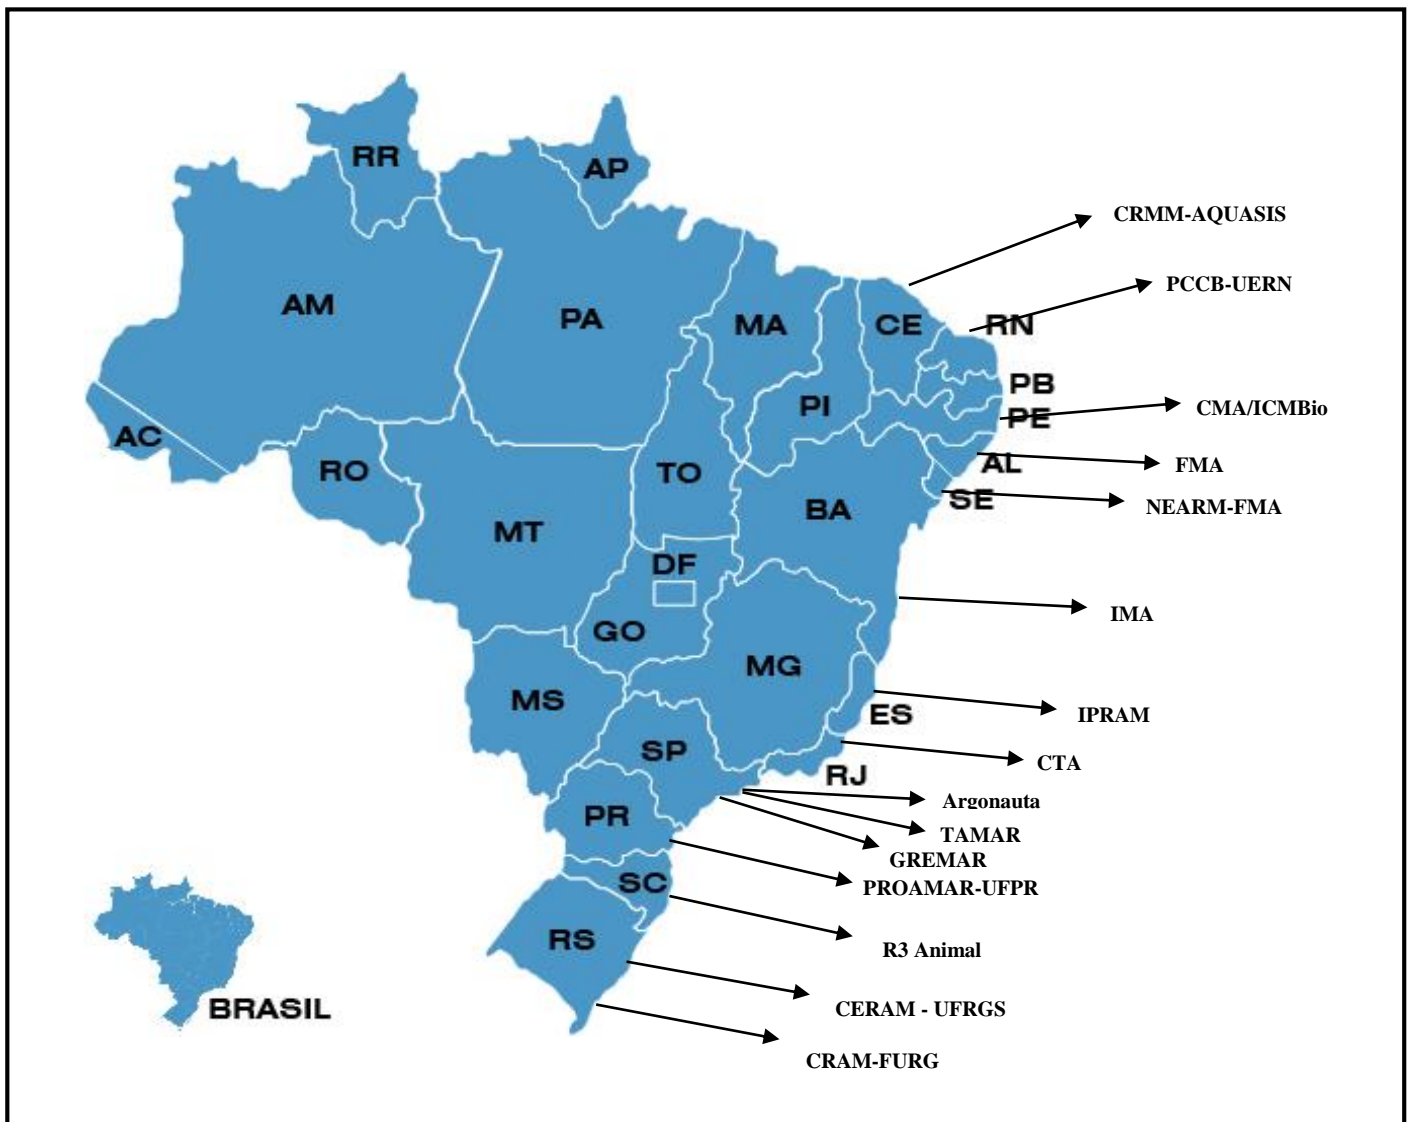 RR
AP
CRMM-AQUASIS
PCCB-UERN
AM
PA
MA
CE
RN
PB
PI
PE
CMA/ICMBio
AC
RO
TO
AL
FMA
SE
NEARM-FMA
BA
MT
DF
IMA
GO
MG
MS
ES
IPRAM
SP
RJ
CTA
Argonauta
PR
TAMAR
GREMAR
SC
PROAMAR-UFPR
RS
R3 Animal
BRASIL
CERAM - UFRGS
CRAM-FURG